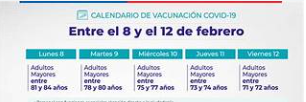 CALENDARIO DE VACUNACIÓN COVID-19
Entre el 8 y el 12 de febrero
Lunes 8
Martes 9
Miércoles 10
Jueves 11
Viernes 12
Adultos
Mayores
entre
81 y 84 años
Adultos
Mayores
entre
78 y 80 años
Adultos
Mayores
entre
75 y 77 años
Adultos
Mayores
entre
73 y 74 años
Adultos
Mayores
entre
71 y 72 años